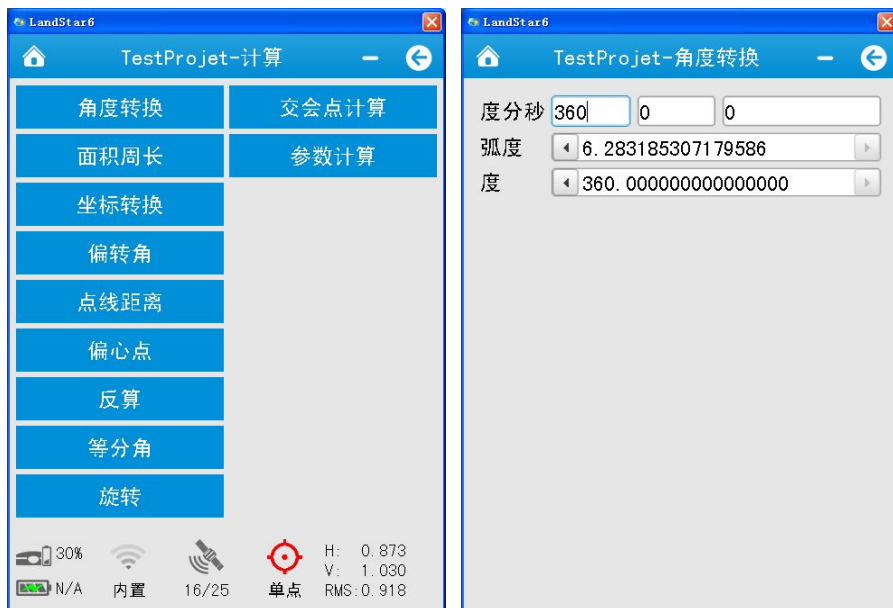 LandStar6
TestProjet-计算
角度转换 交会点计算
面积周长 参数计算
坐标转换
偏转角
点线距离
偏心点
反算
等分角
旋转
30% H: 0.873
V: 1.030
N/A 内置 16/25 单点 RMS:0.918
LandStar6
TestProjet-角度转换
度分秒 360 0 0
弧度 6.283185307179586
度 360.000000000000000